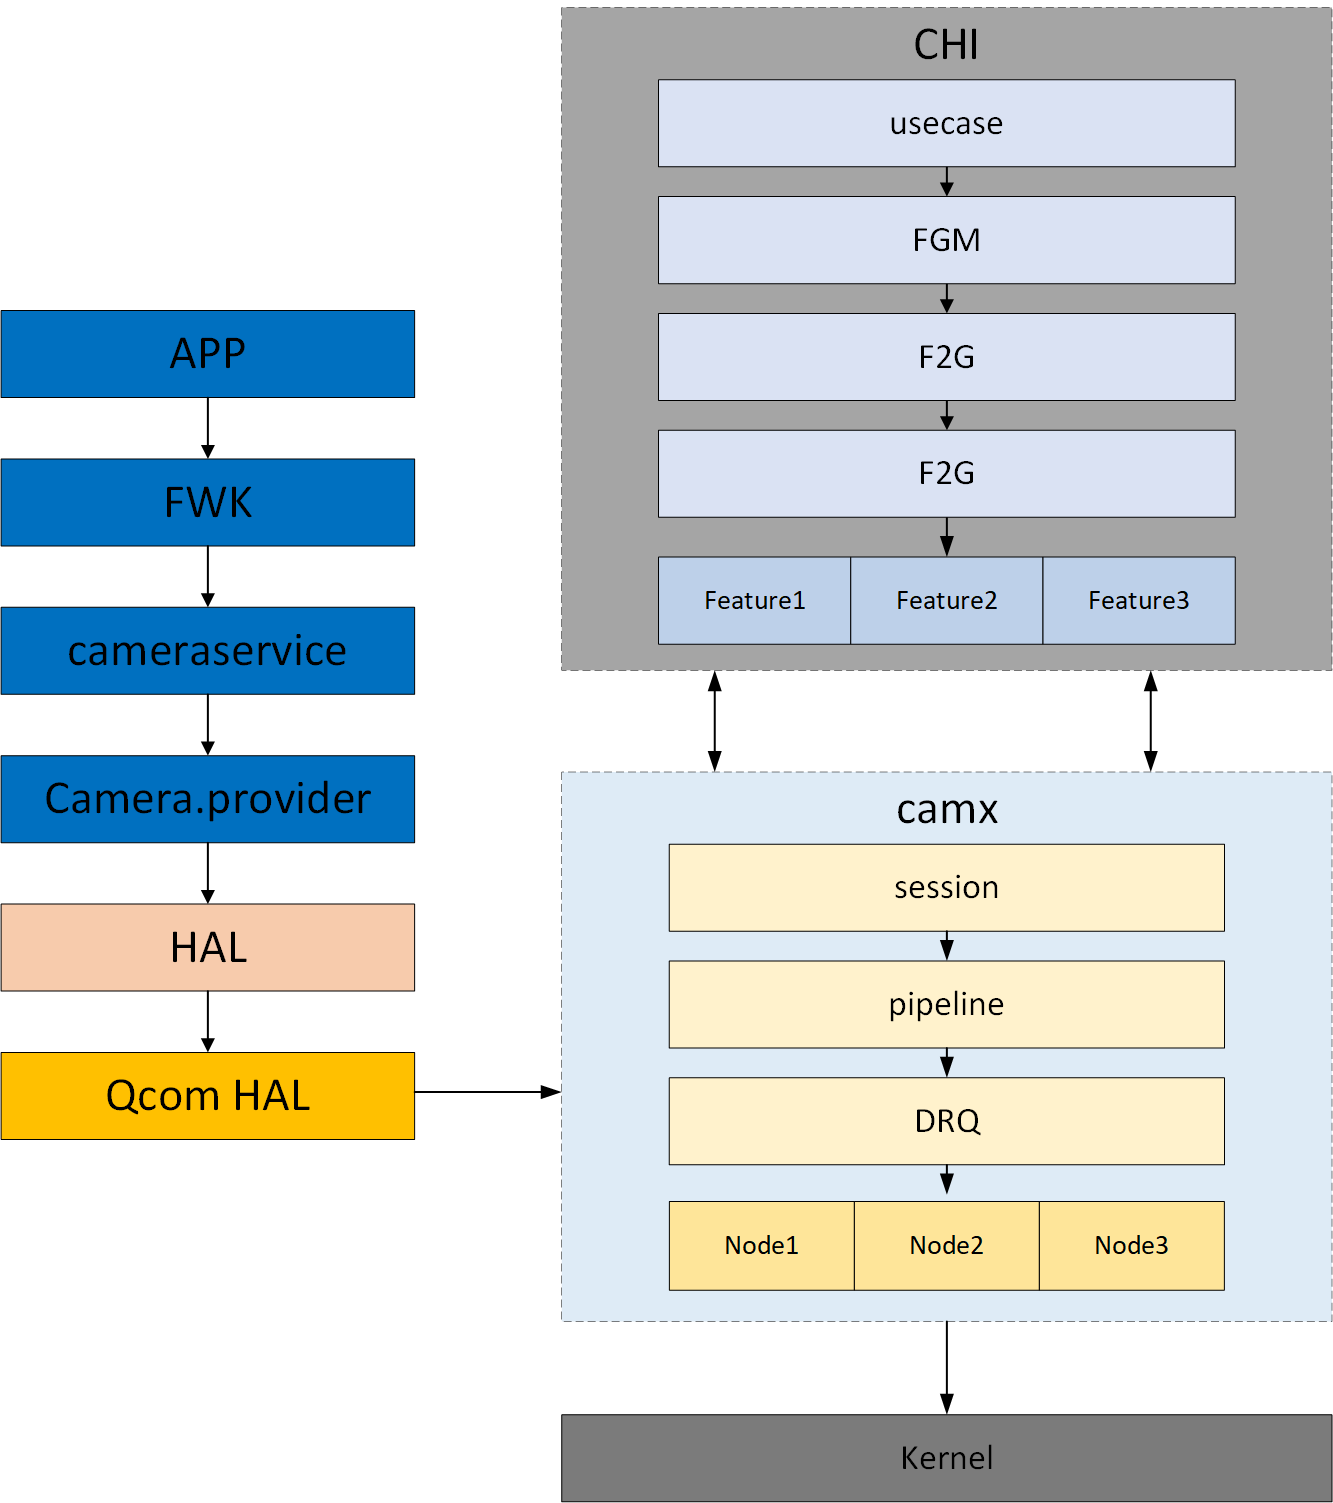 APP
FWK
cameraservice
Camera.provider
HAL
Qcom HAL
CHI
usecase
FGM
F2G
F2G
Feature1 Feature2 Feature3
camx
session
pipeline
DRQ
Node1 Node2 Node3
Kernel